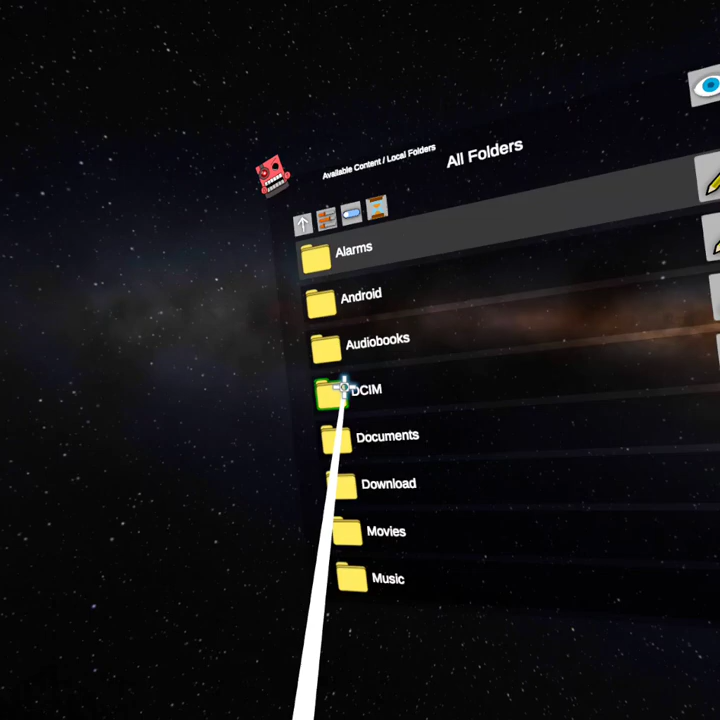 Available Content / Local Folders
All Folders
Alarms
Android
Audiobooks
DCIM
Documents
Download
Movies
Music